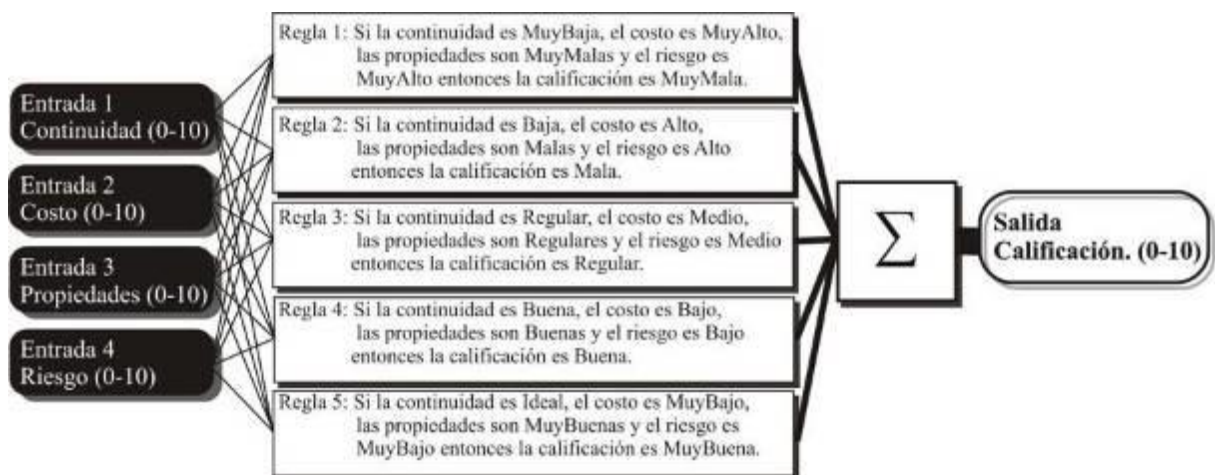 Entrada 1
Continuidad (0-10)
Entrada 2
Costo (0-10)
Entrada 3
Propiedades (0-10)
Entrada 4
Riesgo (0-10)
Regla 1: Si la continuidad es MuyBaja, el costo es MuyAlto,
las propiedades son MuyMalas y el riesgo es
MuyAlto entonces la calificación es MuyMala.
Regla 2: Si la continuidad es Baja, el costo es Alto,
las propiedades son Malas y el riesgo es Alto
entonces la calificación es Mala.
Regla 3: Si la continuidad es Regular, el costo es Medio,
las propiedades son Regulares y el riesgo es Medio
entonces la calificación es Regular.
Regla 4: Si la continuidad es Buena, el costo es Bajo,
las propiedades son Buenas y el riesgo es Bajo
entonces la calificación es Buena.
Regla 5: Si la continuidad es Ideal, el costo es MuyBajo,
las propiedades son MuyBuenas y el riesgo es
MuyBajo entonces la calificación es MuyBuena.
Σ
Salida
Calificación. (0-10)